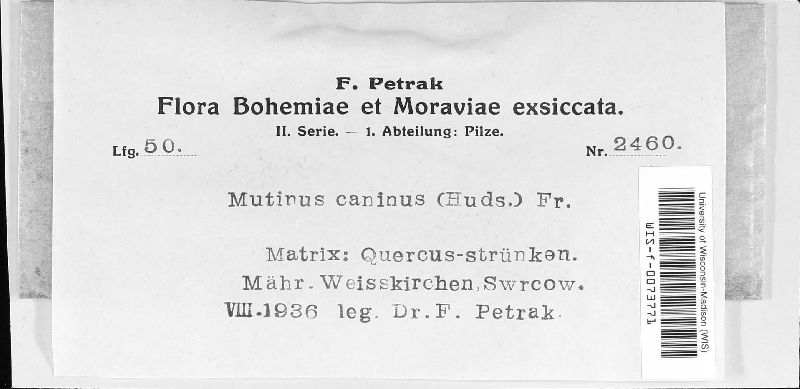 F. Petrak
Flora Bohemiae et Moraviae exsiccata.
II. Serie. — 1. Abteilung: Pilze.
Lfg. 50.
Nr. 2460.
Mutinus caninus (Huds.) Fr.
Matrix: Quercus-strünken.
Mähr. Weisskirchen, Swrcow.
VIII.1936 leg. Dr. F. Petrak.
University of Wisconsin-Madison (WIS)
WIS-f-0073771